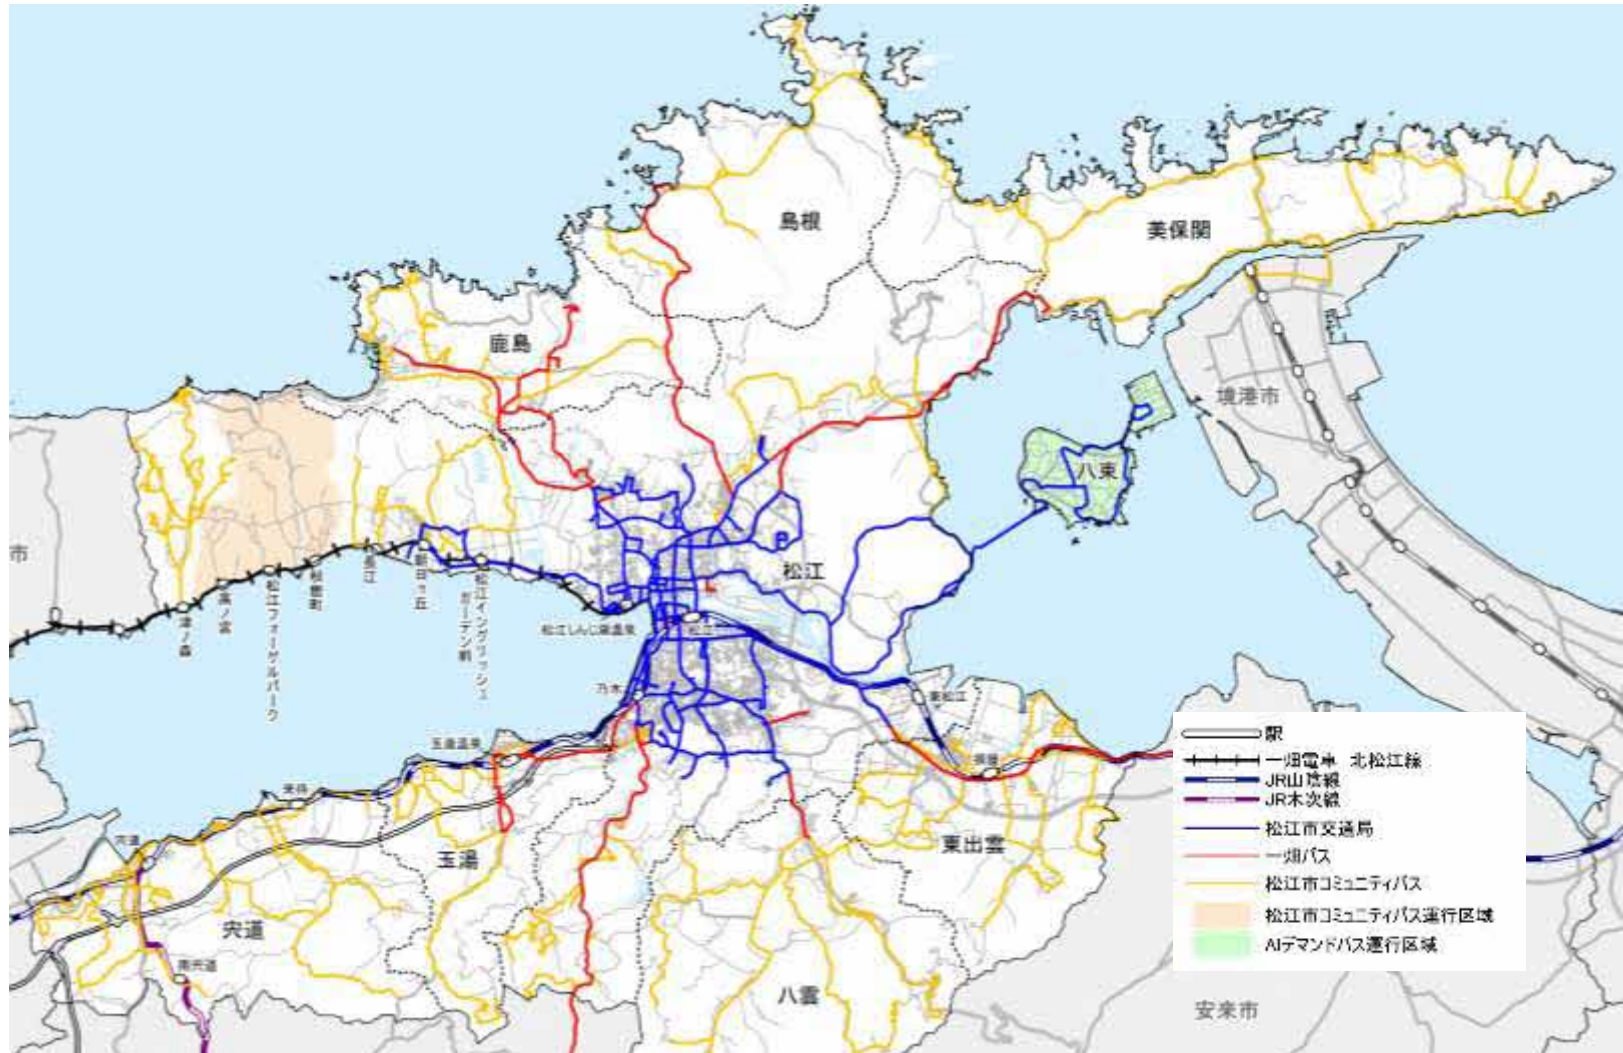 島根
美保関
鹿島
境港市
八束
市
松江
長江
朝日ヶ丘
高ノ宮
秋鹿町
津ノ森
松江フォーゲルパーク
松江イングリッシュ
ガーデン前
松江しんじ湖温泉
松江
乃木
東松江
玉造温泉
揖屋
来待
宍道
玉湯
東出雲
宍道
南宍道
八雲
安来市
駅
一畑電車 北松江線
JR山陰線
JR木次線
松江市交通局
一畑バス
松江市コミュニティバス
松江市コミュニティバス運行区域
AIデマンドバス運行区域